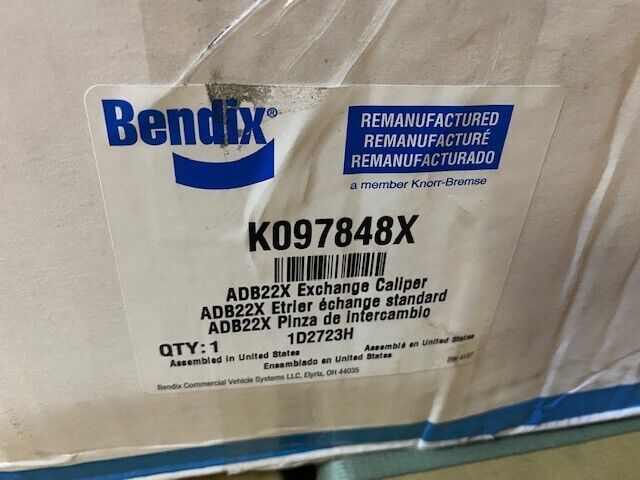 Bendix®
REMANUFACTURED
REMANUFACTURÉ
REMANUFACTURADO
a member Knorr-Bremse
K097848X
ADB22X Exchange Caliper
ADB22X Etrier échange standard
ADB22X Pinza de intercambio
1D2723H
QTY:1
Assembled in United States
Assemblé en United States
Ensamblado en United States
Bendix Commercial Vehicle Systems LLC, Elyria, OH 44035